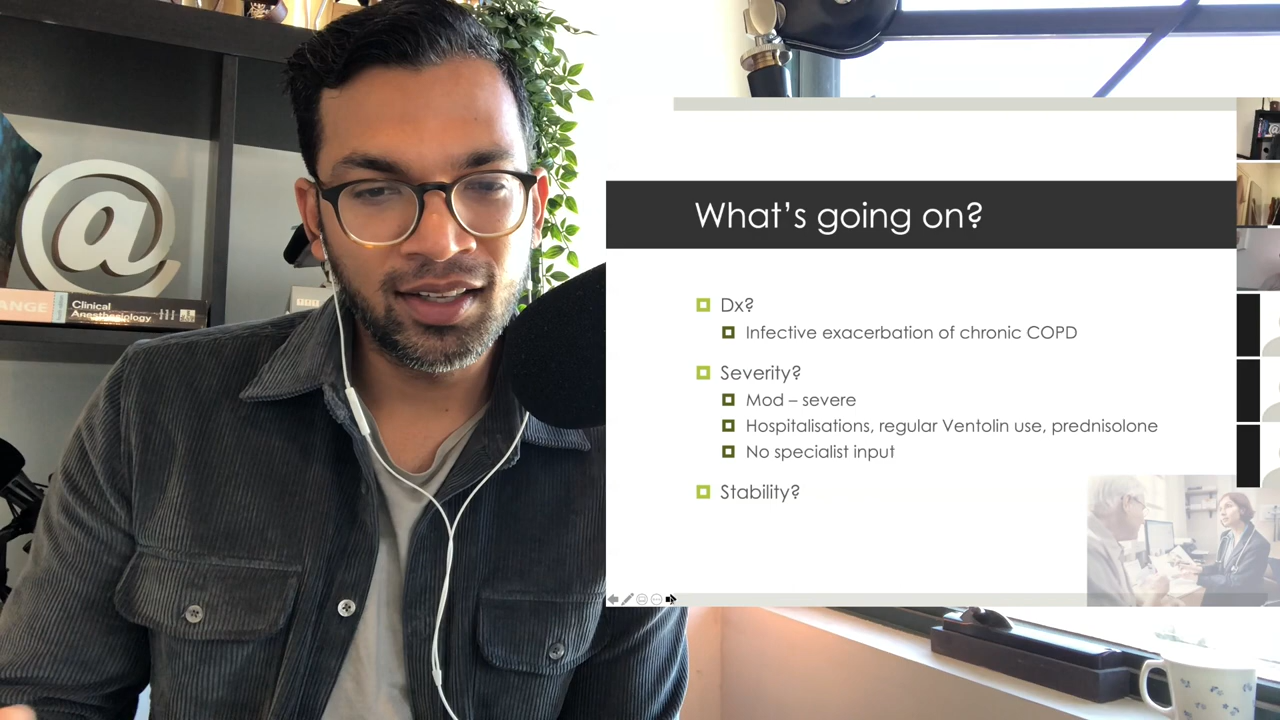 @
ANGE
Clinical
Anesthesiology
What's going on?
Dx?
Infective exacerbation of chronic COPD
Severity?
Mod – severe
Hospitalisations, regular Ventolin use, prednisolone
No specialist input
Stability?